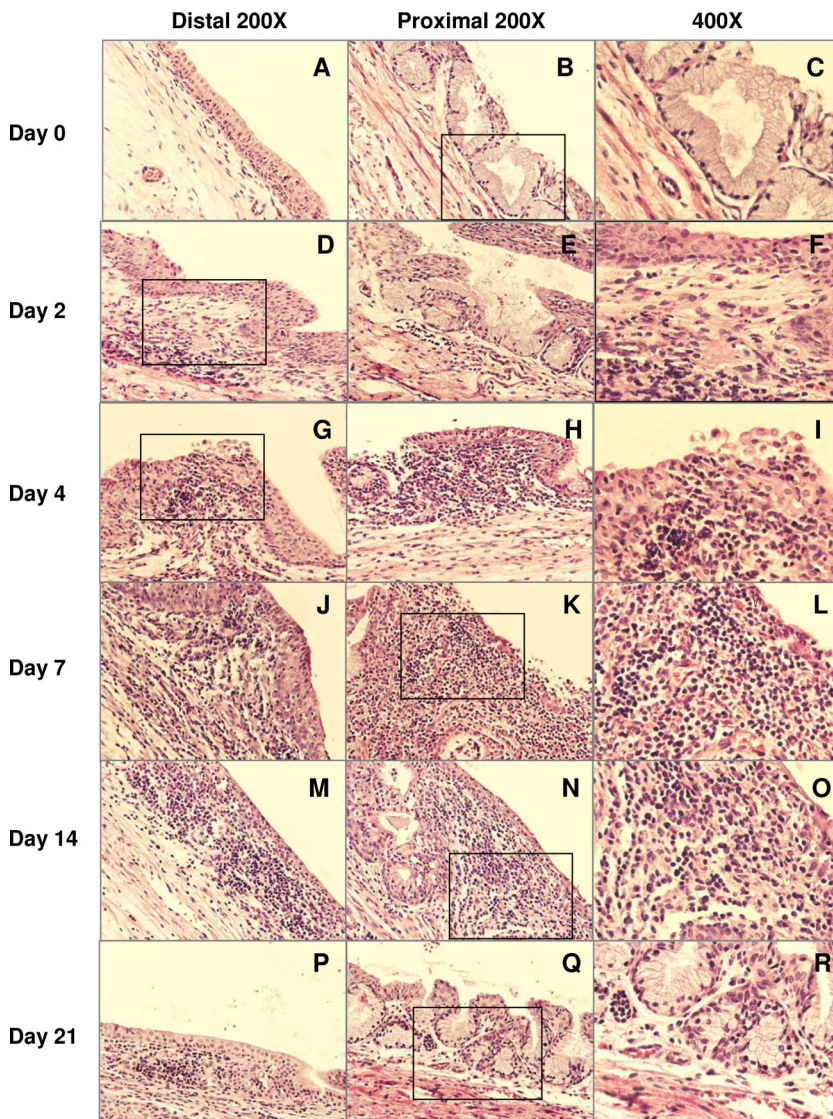 Distal 200X Proximal 200X 400X
Day 0 A B C
Day 2 D E F
Day 4 G H I
Day 7 J K L
Day 14 M N O
Day 21 P Q R